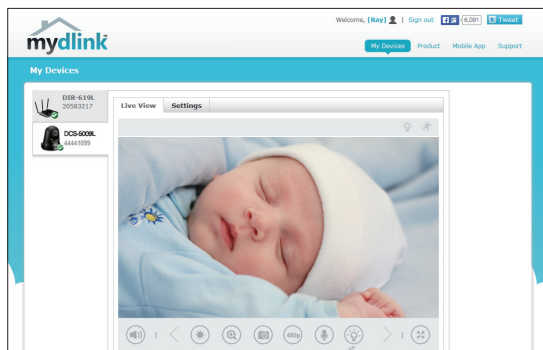 Welcome, [Ray] | Sign out 6,091 Tweet
mydlink
My Devices Product Mobile App Support
My Devices
DIR-619L
20583217
Live View Settings
DCS-5009L
44441099
480p